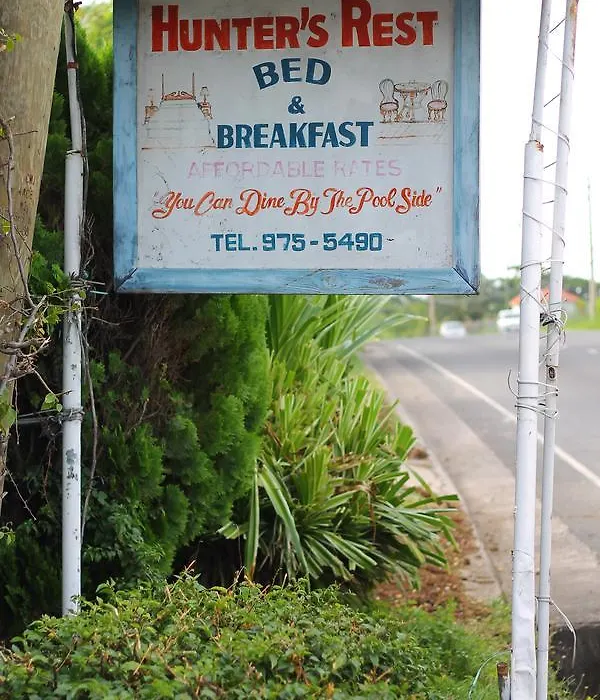 HUNTER'S REST
BED
&
BREAKFAST
AFFORDABLE RATES
"You Can Dine By The Pool Side"
TEL. 975-5490